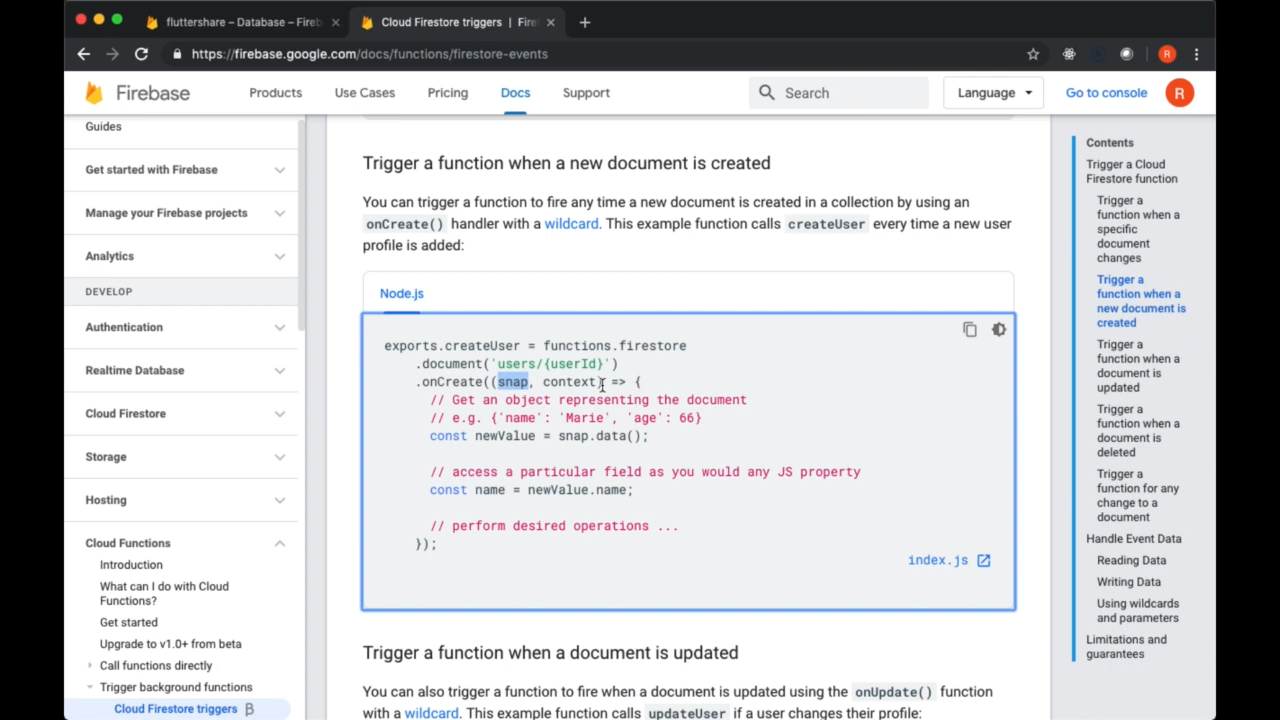 fluttershare – Database – Fireb
Cloud Firestore triggers | Fire
https://firebase.google.com/docs/functions/firestore-events
R
Firebase
Products
Use Cases
Pricing
Docs
Support
Search
Language
Go to console
R
Guides
Get started with Firebase
Manage your Firebase projects
Analytics
DEVELOP
Authentication
Realtime Database
Cloud Firestore
Storage
Hosting
Cloud Functions
Introduction
What can I do with Cloud
Functions?
Get started
Upgrade to v1.0+ from beta
Call functions directly
Trigger background functions
Cloud Firestore triggers
Trigger a function when a new document is created
You can trigger a function to fire any time a new document is created in a collection by using an
onCreate() handler with a wildcard. This example function calls createUser every time a new user
profile is added:
Node.js
exports.createUser = functions.firestore
.document('users/{userId}')
.onCreate((snap, context) => {
// Get an object representing the document
// e.g. {'name': 'Marie', 'age': 66}
const newValue = snap.data();
// access a particular field as you would any JS property
const name = newValue.name;
// perform desired operations ...
});
index.js
Trigger a function when a document is updated
You can also trigger a function to fire when a document is updated using the onUpdate() function
with a wildcard. This example function calls updateUser if a user changes their profile:
Contents
Trigger a Cloud
Firestore function
Trigger a
function when a
specific
document
changes
Trigger a
function when a
new document is
created
Trigger a
function when a
document is
updated
Trigger a
function when a
document is
deleted
Trigger a
function for any
change to a
document
Handle Event Data
Reading Data
Writing Data
Using wildcards
and parameters
Limitations and
guarantees